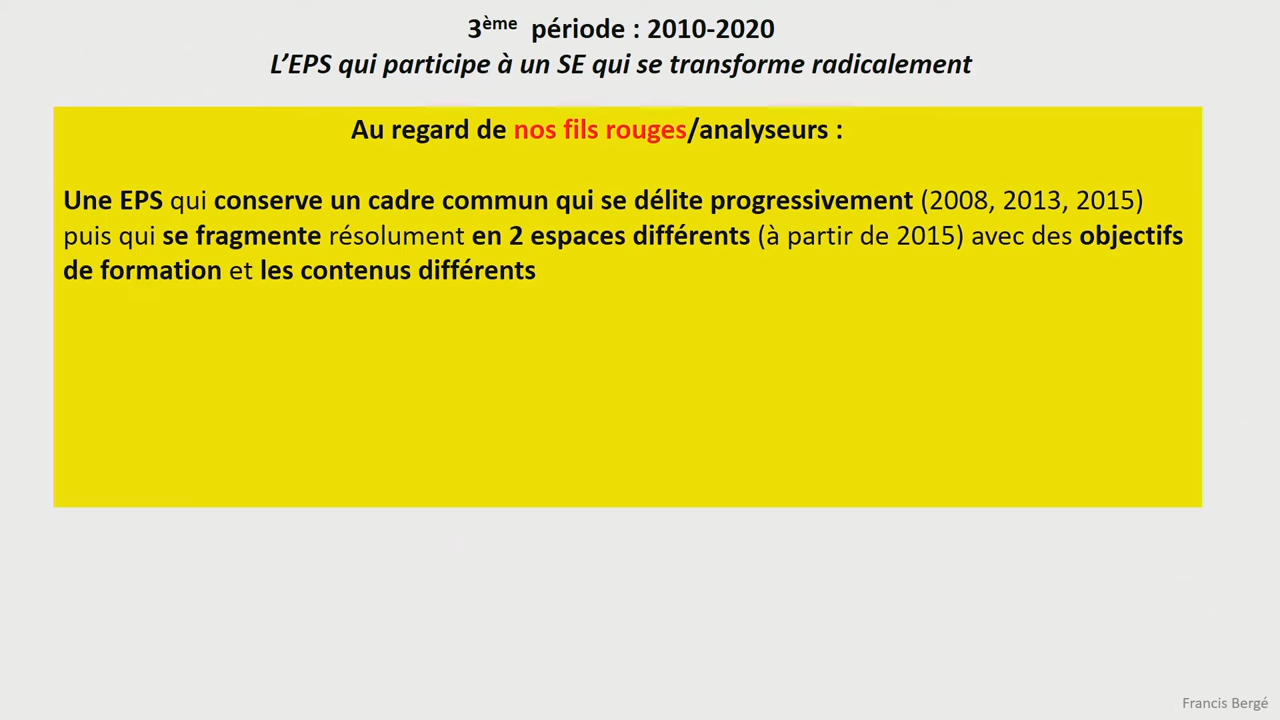 3ème période : 2010-2020
L’EPS qui participe à un SE qui se transforme radicalement
Au regard de nos fils rouges/analyseurs :
Une EPS qui conserve un cadre commun qui se délite progressivement (2008, 2013, 2015)
puis qui se fragmente résolument en 2 espaces différents (à partir de 2015) avec des objectifs
de formation et les contenus différents
Francis Bergé